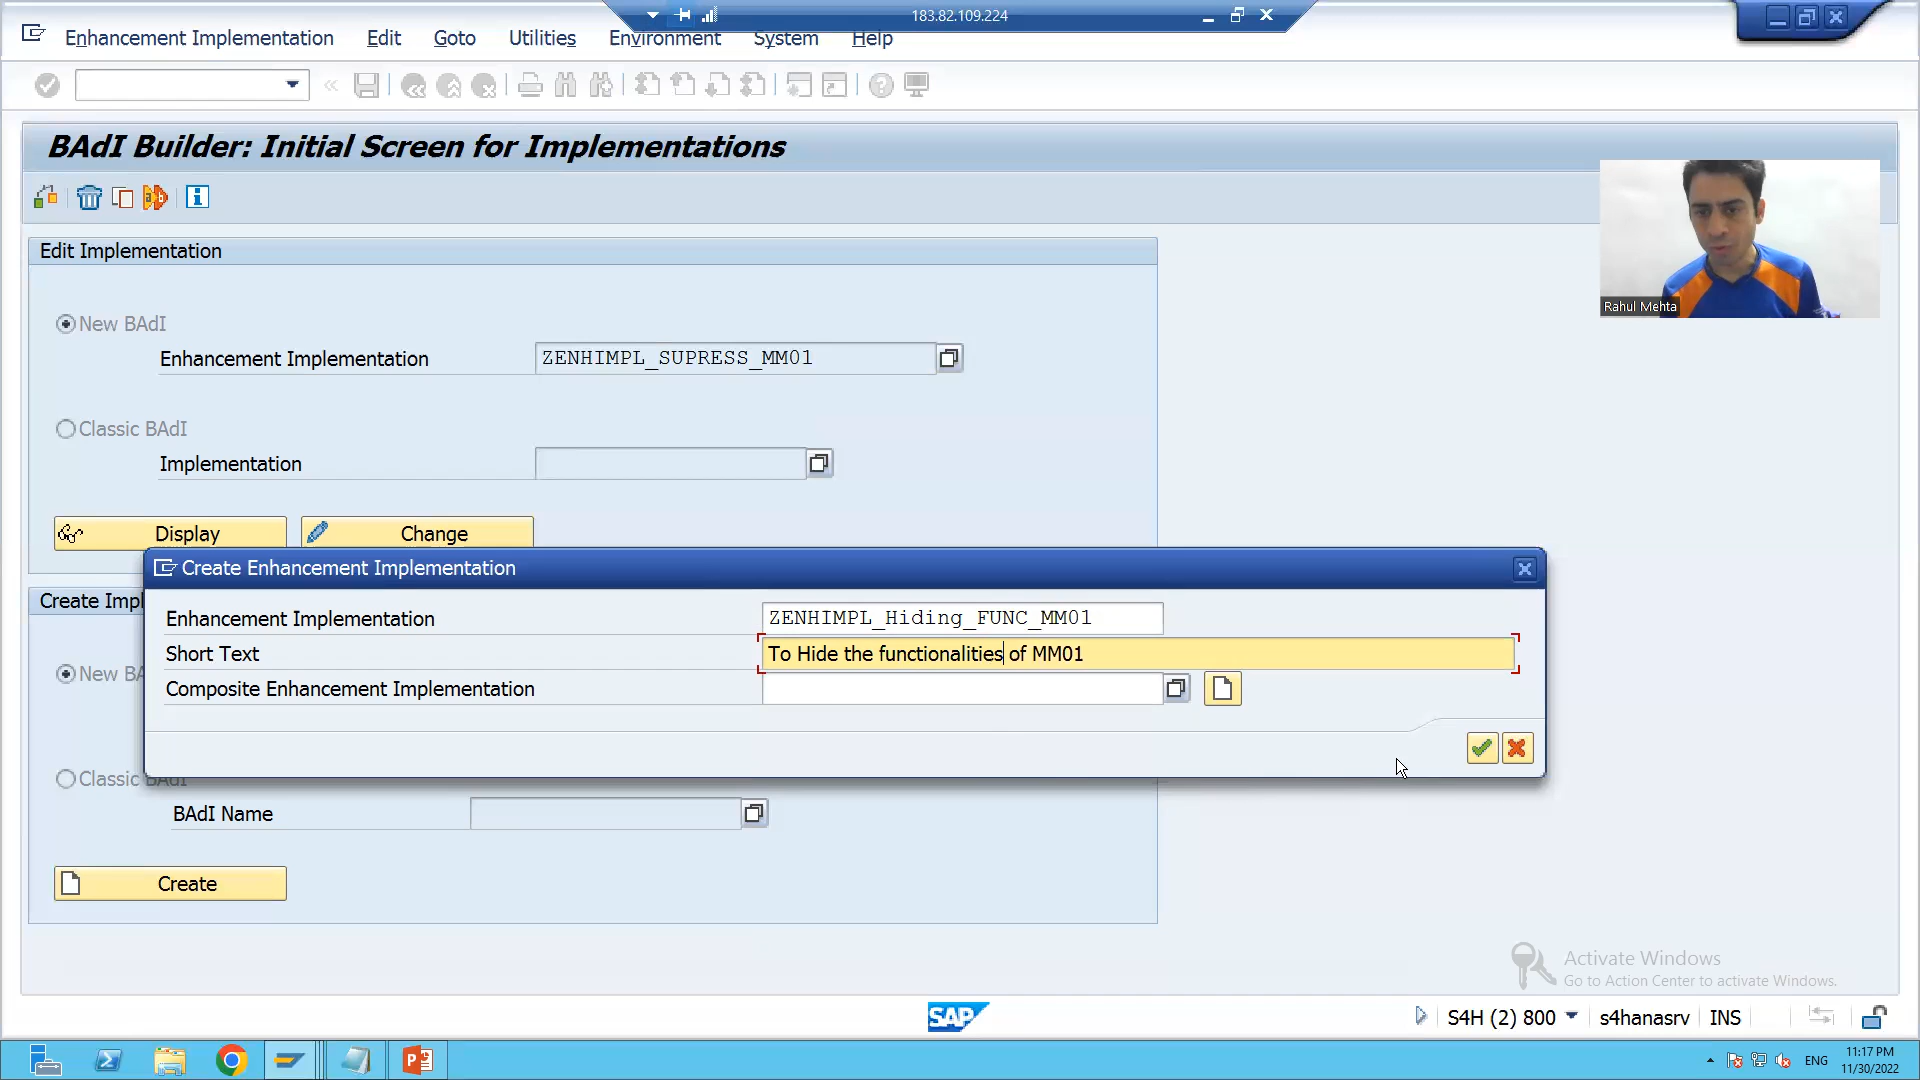 183.82.109.224
Enhancement Implementation Edit Goto Utilities Environment System Help
BAdI Builder: Initial Screen for Implementations
Edit Implementation
New BAdI
Enhancement Implementation ZENHIMPL_SUPRESS_MM01
Classic BAdI
Implementation
Display Change
Create Enhancement Implementation
Enhancement Implementation ZENHIMPL_Hiding_FUNC_MM01
Short Text To Hide the functionalities of MM01
Composite Enhancement Implementation
Create Impl
New BA
Classic BAdI
BAdI Name
Create
Rahul Mehta
Activate Windows
Go to Action Center to activate Windows.
SAP
S4H (2) 800 s4hanasrv INS
ENG
11:17 PM
11/30/2022